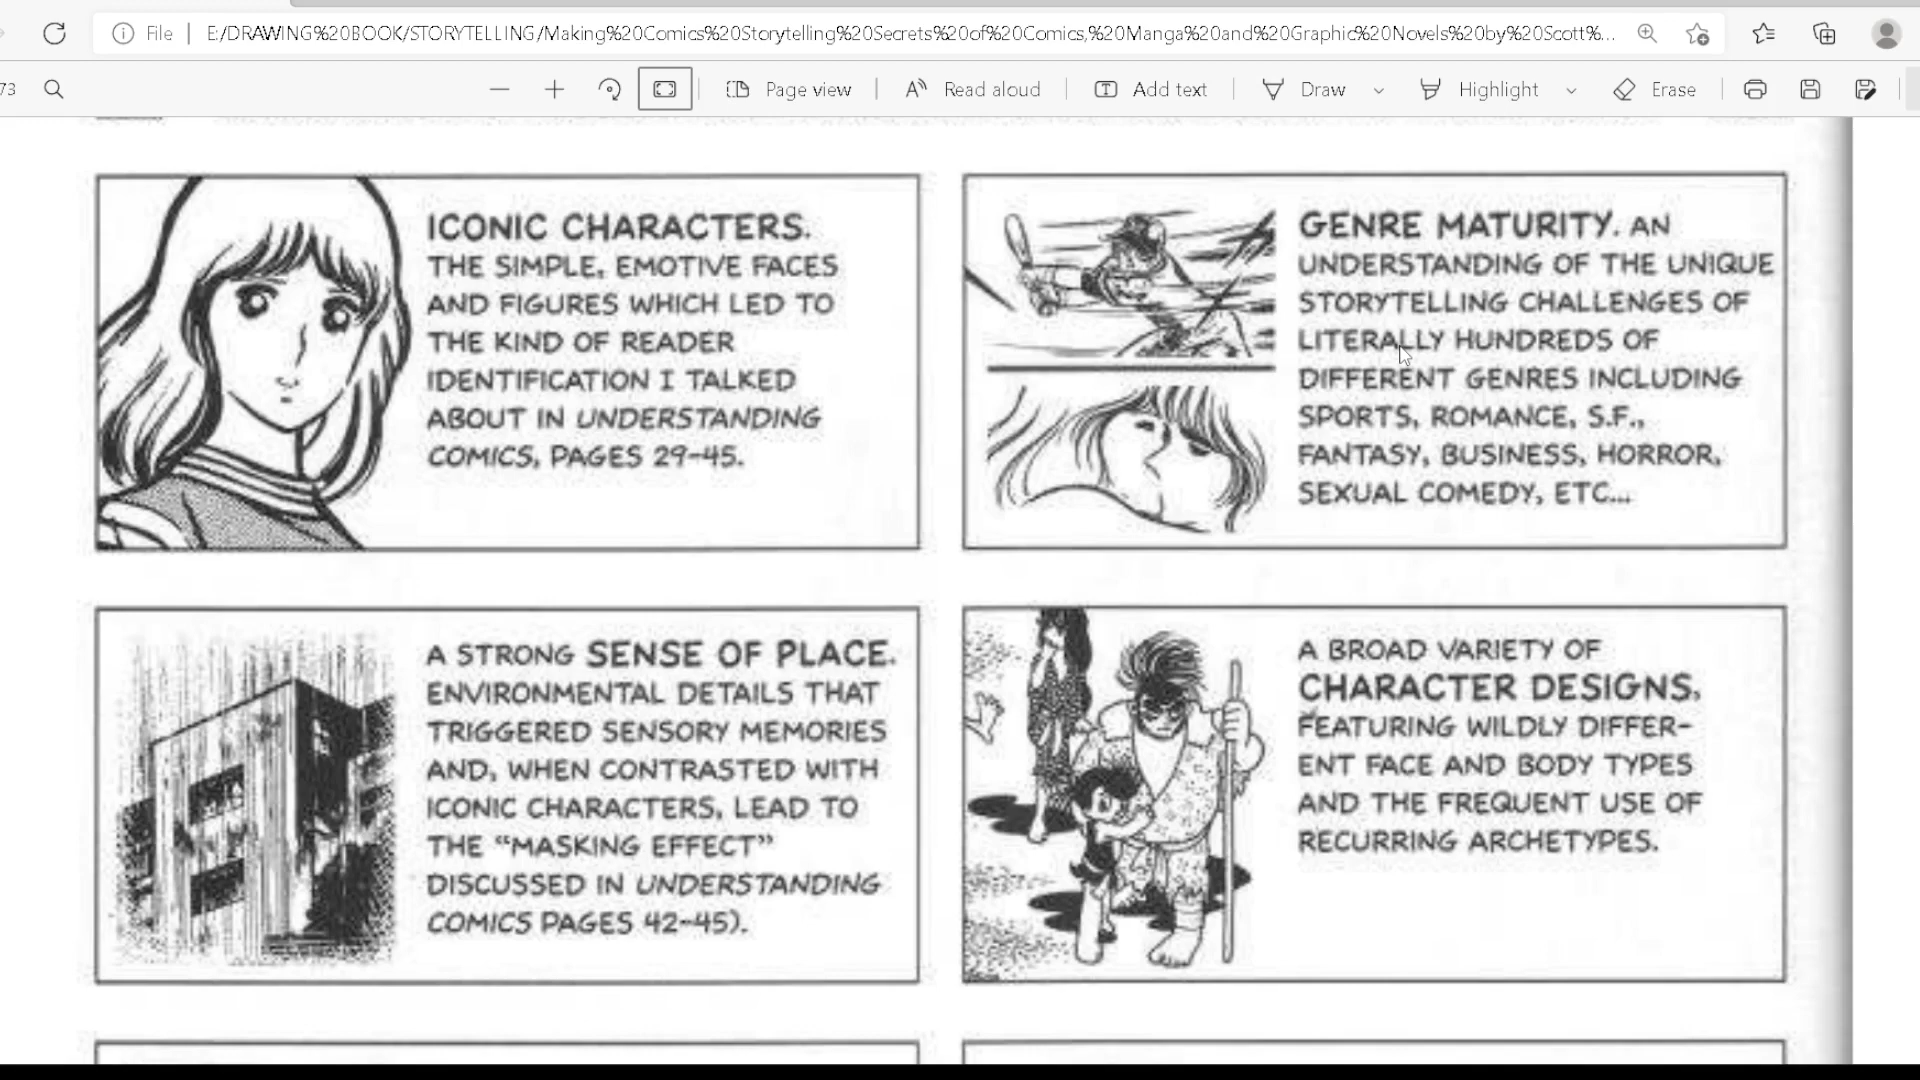 File
E:/DRAWING%20BOOK/STORYTELLING/Making%20Comics%20Storytelling%20Secrets%20of%20Comics,%20Manga%20and%20Graphic%20Novels%20by%20Scott%...
73
Page view
Read aloud
Add text
Draw
Highlight
Erase
ICONIC CHARACTERS.
THE SIMPLE, EMOTIVE FACES
AND FIGURES WHICH LED TO
THE KIND OF READER
IDENTIFICATION I TALKED
ABOUT IN UNDERSTANDING
COMICS, PAGES 29-45.
GENRE MATURITY. AN
UNDERSTANDING OF THE UNIQUE
STORYTELLING CHALLENGES OF
LITERALLY HUNDREDS OF
DIFFERENT GENRES INCLUDING
SPORTS, ROMANCE, S.F.,
FANTASY, BUSINESS, HORROR,
SEXUAL COMEDY, ETC...
A STRONG SENSE OF PLACE.
ENVIRONMENTAL DETAILS THAT
TRIGGERED SENSORY MEMORIES
AND, WHEN CONTRASTED WITH
ICONIC CHARACTERS, LEAD TO
THE “MASKING EFFECT”
DISCUSSED IN UNDERSTANDING
COMICS PAGES 42-45).
A BROAD VARIETY OF
CHARACTER DESIGNS,
FEATURING WILDLY DIFFER-
ENT FACE AND BODY TYPES
AND THE FREQUENT USE OF
RECURRING ARCHETYPES.